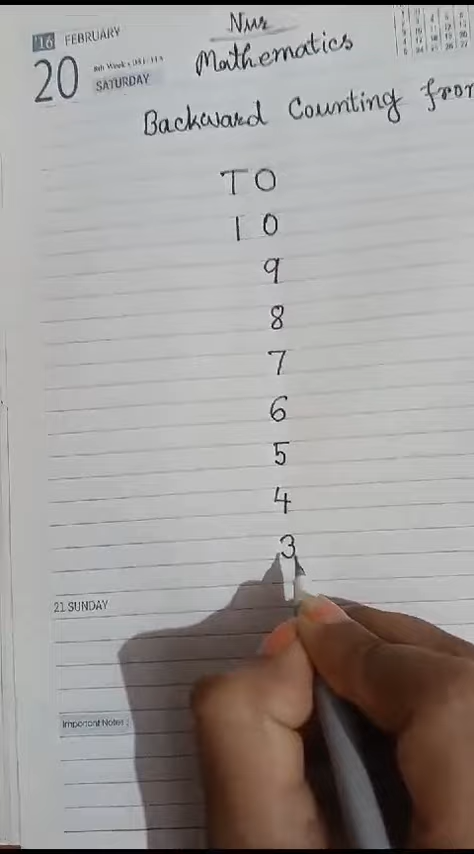 16 FEBRUARY
20
SATURDAY
Nur
Mathematics
Backward Counting from
T O
1 0
9
8
7
6
5
4
3
21 SUNDAY
Important Notes :